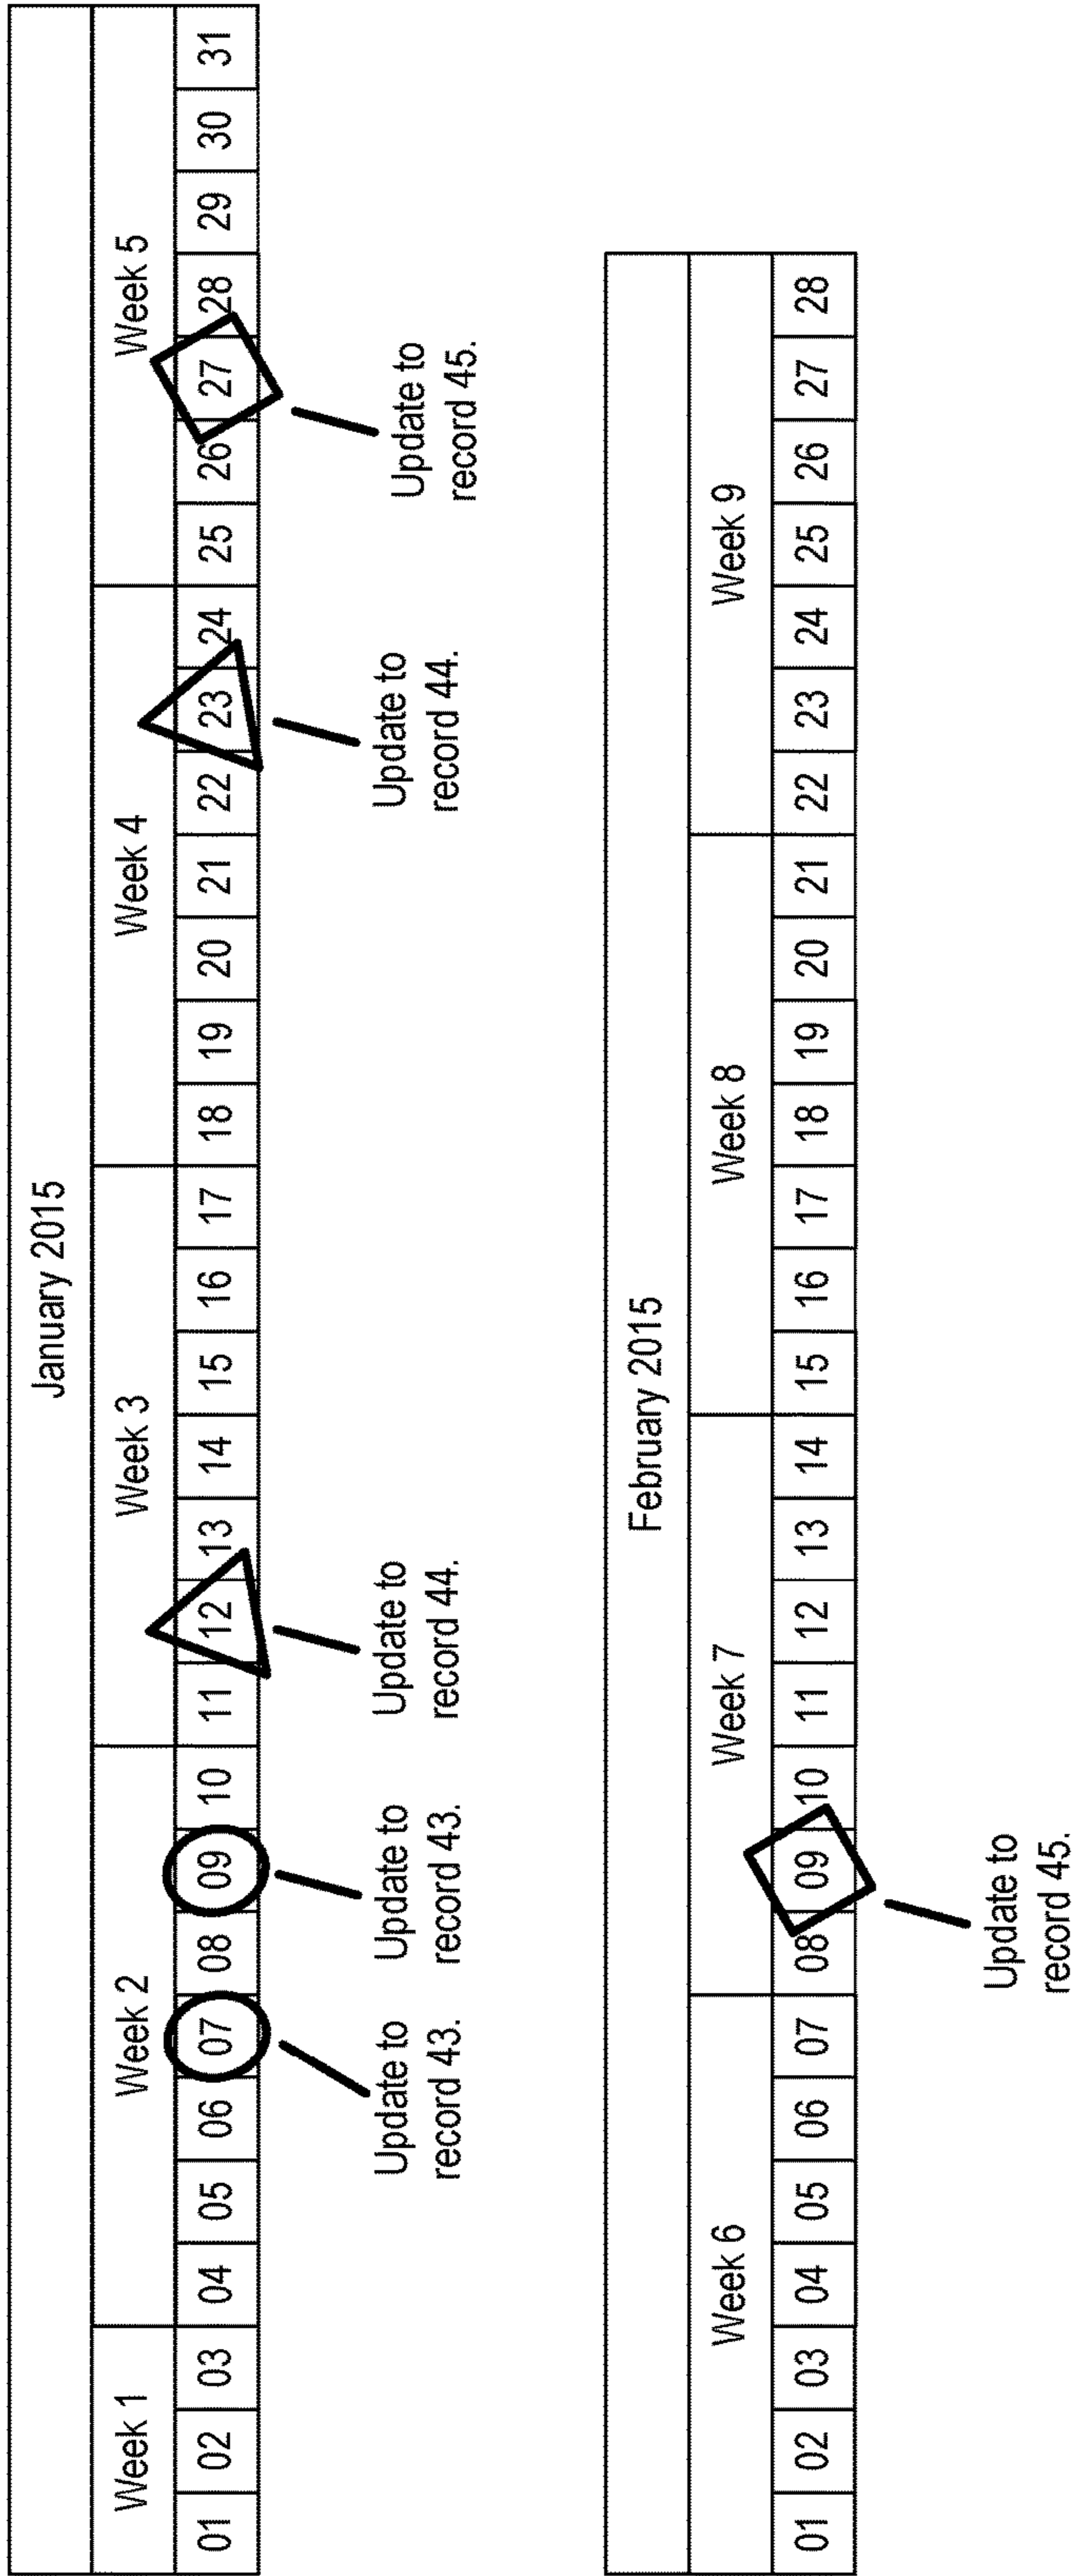 January 2015
Week 1 Week 2 Week 3 Week 4 Week 5
01 02 03 04 05 06 07 08 09 10 11 12 13 14 15 16 17 18 19 20 21 22 23 24 25 26 27 28 29 30 31
Update to
record 43.
Update to
record 43.
Update to
record 44.
Update to
record 44.
Update to
record 45.
February 2015
Week 6 Week 7 Week 8 Week 9
01 02 03 04 05 06 07 08 09 10 11 12 13 14 15 16 17 18 19 20 21 22 23 24 25 26 27 28
Update to
record 45.